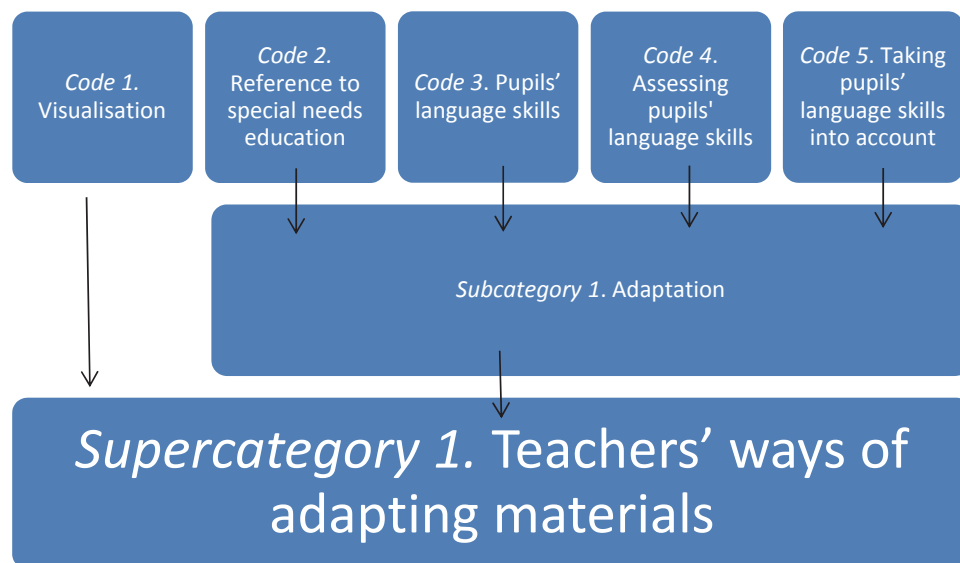 Code 1.
Visualisation
Code 2.
Reference to
special needs
education
Code 3. Pupils’
language skills
Code 4.
Assessing
pupils'
language skills
Code 5. Taking
pupils’
language skills
into account
Subcategory 1. Adaptation
Supercategory 1. Teachers’ ways of
adapting materials